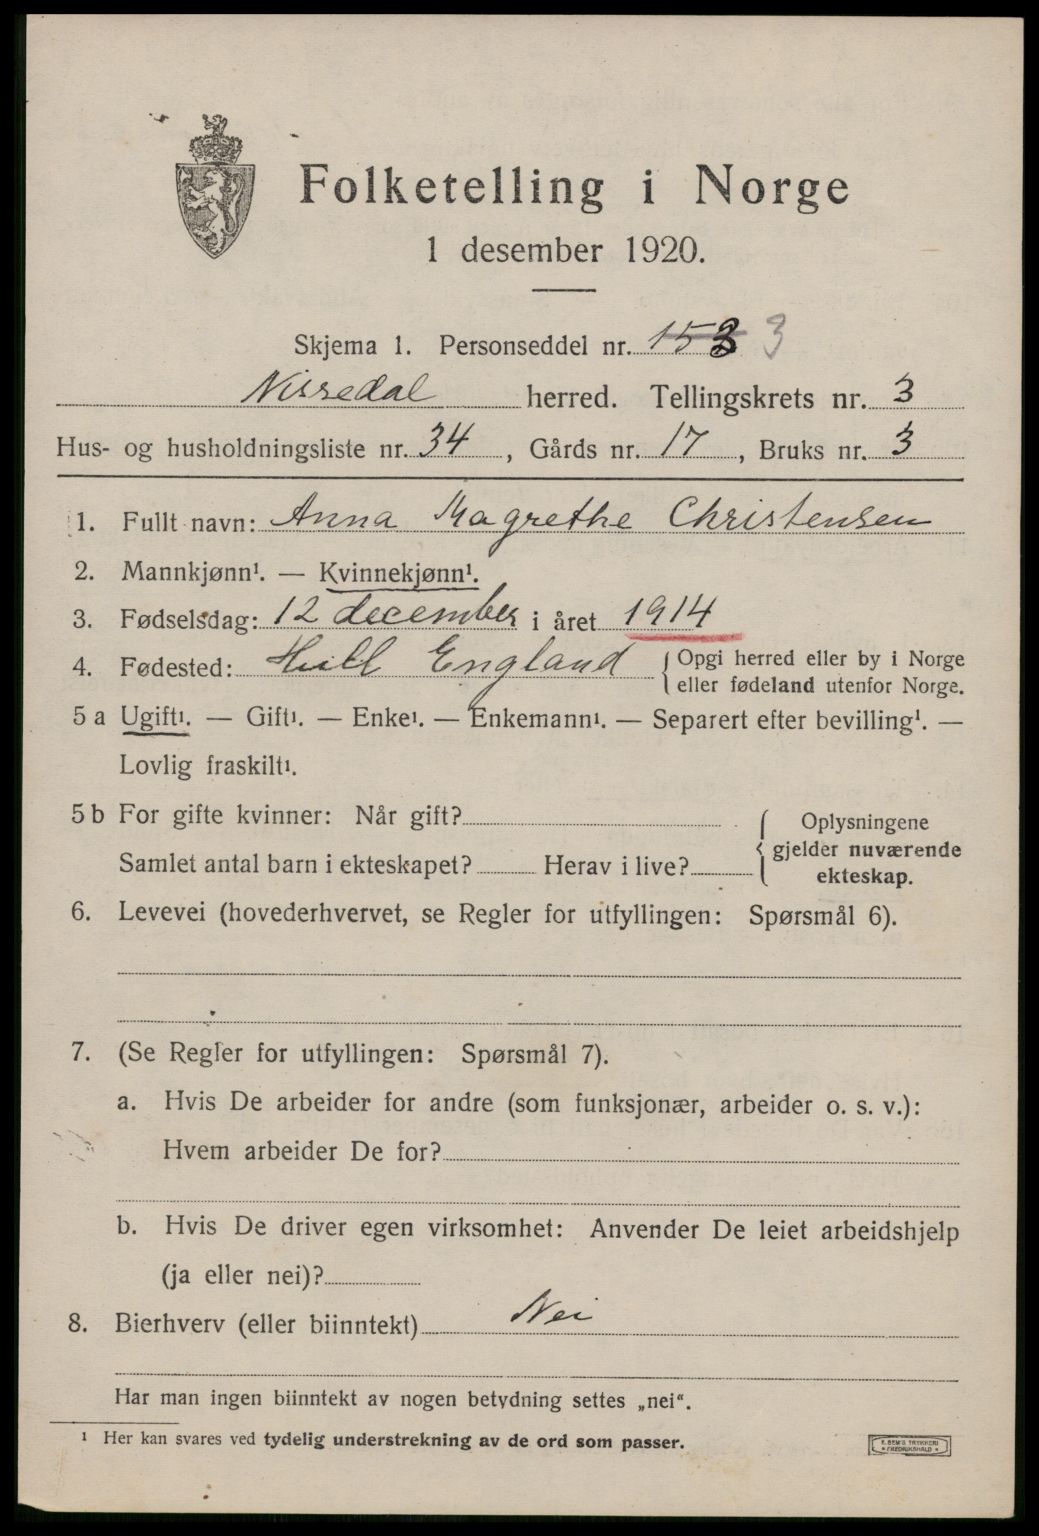 Folketelling i Norge
1 desember 1920.
Skjema 1. Personseddel nr. 153 3
Nissedal herred. Tellingskrets nr. 3
Hus- og husholdningsliste nr. 34, Gårds nr. 17, Bruks nr. 3
1. Fullt navn: Anna Magrethe Christensen
2. Mannkjønn¹. — Kvinnekjønn¹.
3. Fødselsdag: 12 december i året 1914
4. Fødested: Hull England { Opgi herred eller by i Norge
eller fødeland utenfor Norge.
5 a Ugift¹. — Gift¹. — Enke¹. — Enkemann¹. — Separert efter bevilling¹. —
Lovlig fraskilt¹.
5 b For gifte kvinner: Når gift?
Samlet antal barn i ekteskapet? Herav i live?
{ Oplysningene
gjelder nuværende
ekteskap.
6. Levevei (hovederhvervet, se Regler for utfyllingen: Spørsmål 6).
7. (Se Regler for utfyllingen: Spørsmål 7).
a. Hvis De arbeider for andre (som funksjonær, arbeider o. s. v.):
Hvem arbeider De for?
b. Hvis De driver egen virksomhet: Anvender De leiet arbeidshjelp
(ja eller nei)?
8. Bierhverv (eller biinntekt) Nei
Har man ingen biinntekt av nogen betydning settes „nei“.
¹ Her kan svares ved tydelig understrekning av de ord som passer.
E. SEM'S TRYKKERI
• FREDRIKSHALD •